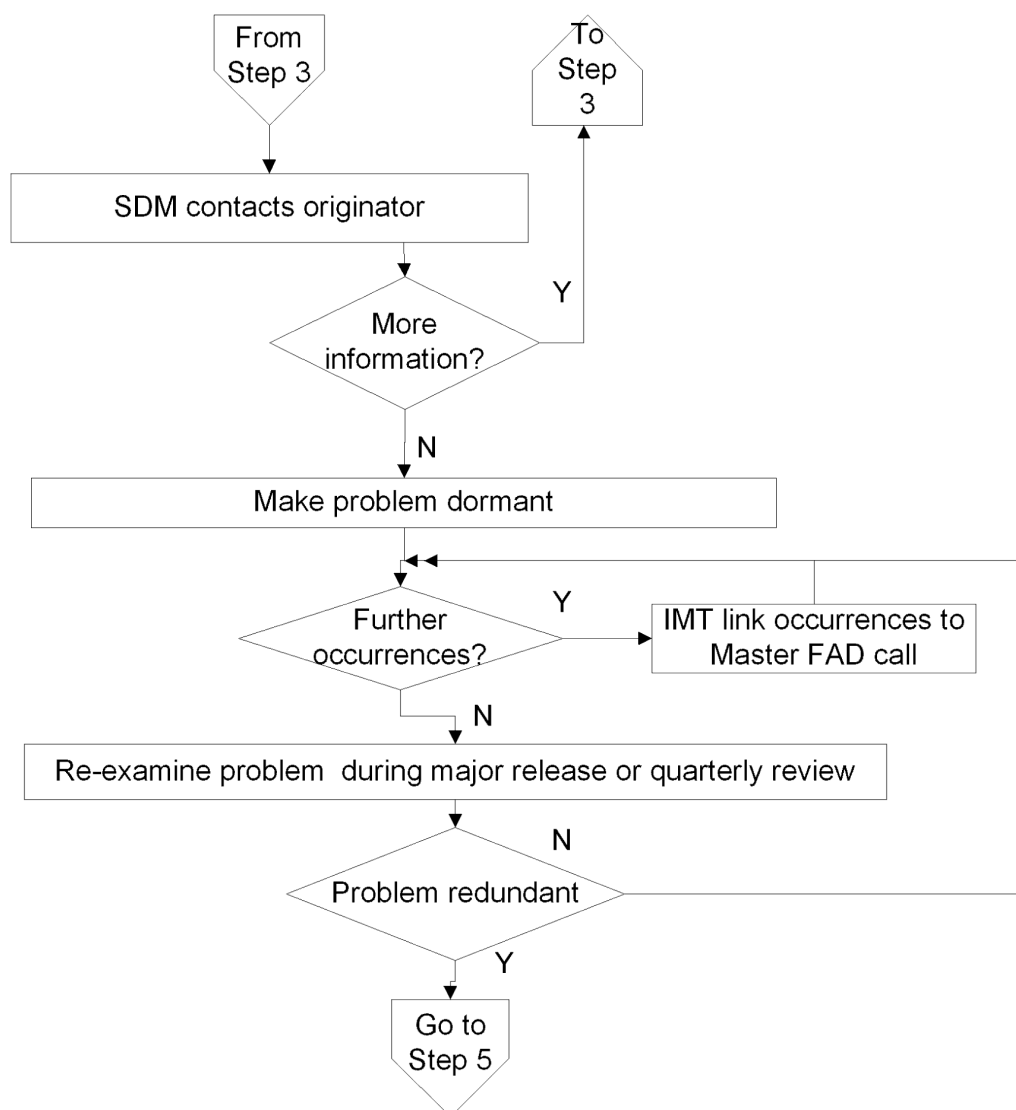 From
Step 3
To
Step
3
SDM contacts originator
Y
More
information?
N
Make problem dormant
Y
Further
occurrences?
IMT link occurrences to
Master FAD call
N
Re-examine problem during major release or quarterly review
N
Problem redundant
Y
Go to
Step 5